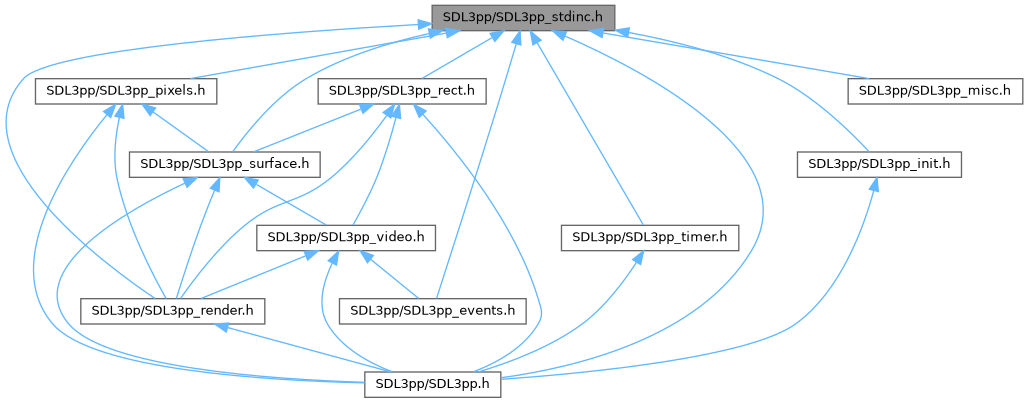 SDL3pp/SDL3pp_stdinc.h
SDL3pp/SDL3pp_pixels.h
SDL3pp/SDL3pp_rect.h
SDL3pp/SDL3pp_misc.h
SDL3pp/SDL3pp_surface.h
SDL3pp/SDL3pp_init.h
SDL3pp/SDL3pp_video.h
SDL3pp/SDL3pp_timer.h
SDL3pp/SDL3pp_render.h
SDL3pp/SDL3pp_events.h
SDL3pp/SDL3pp.h